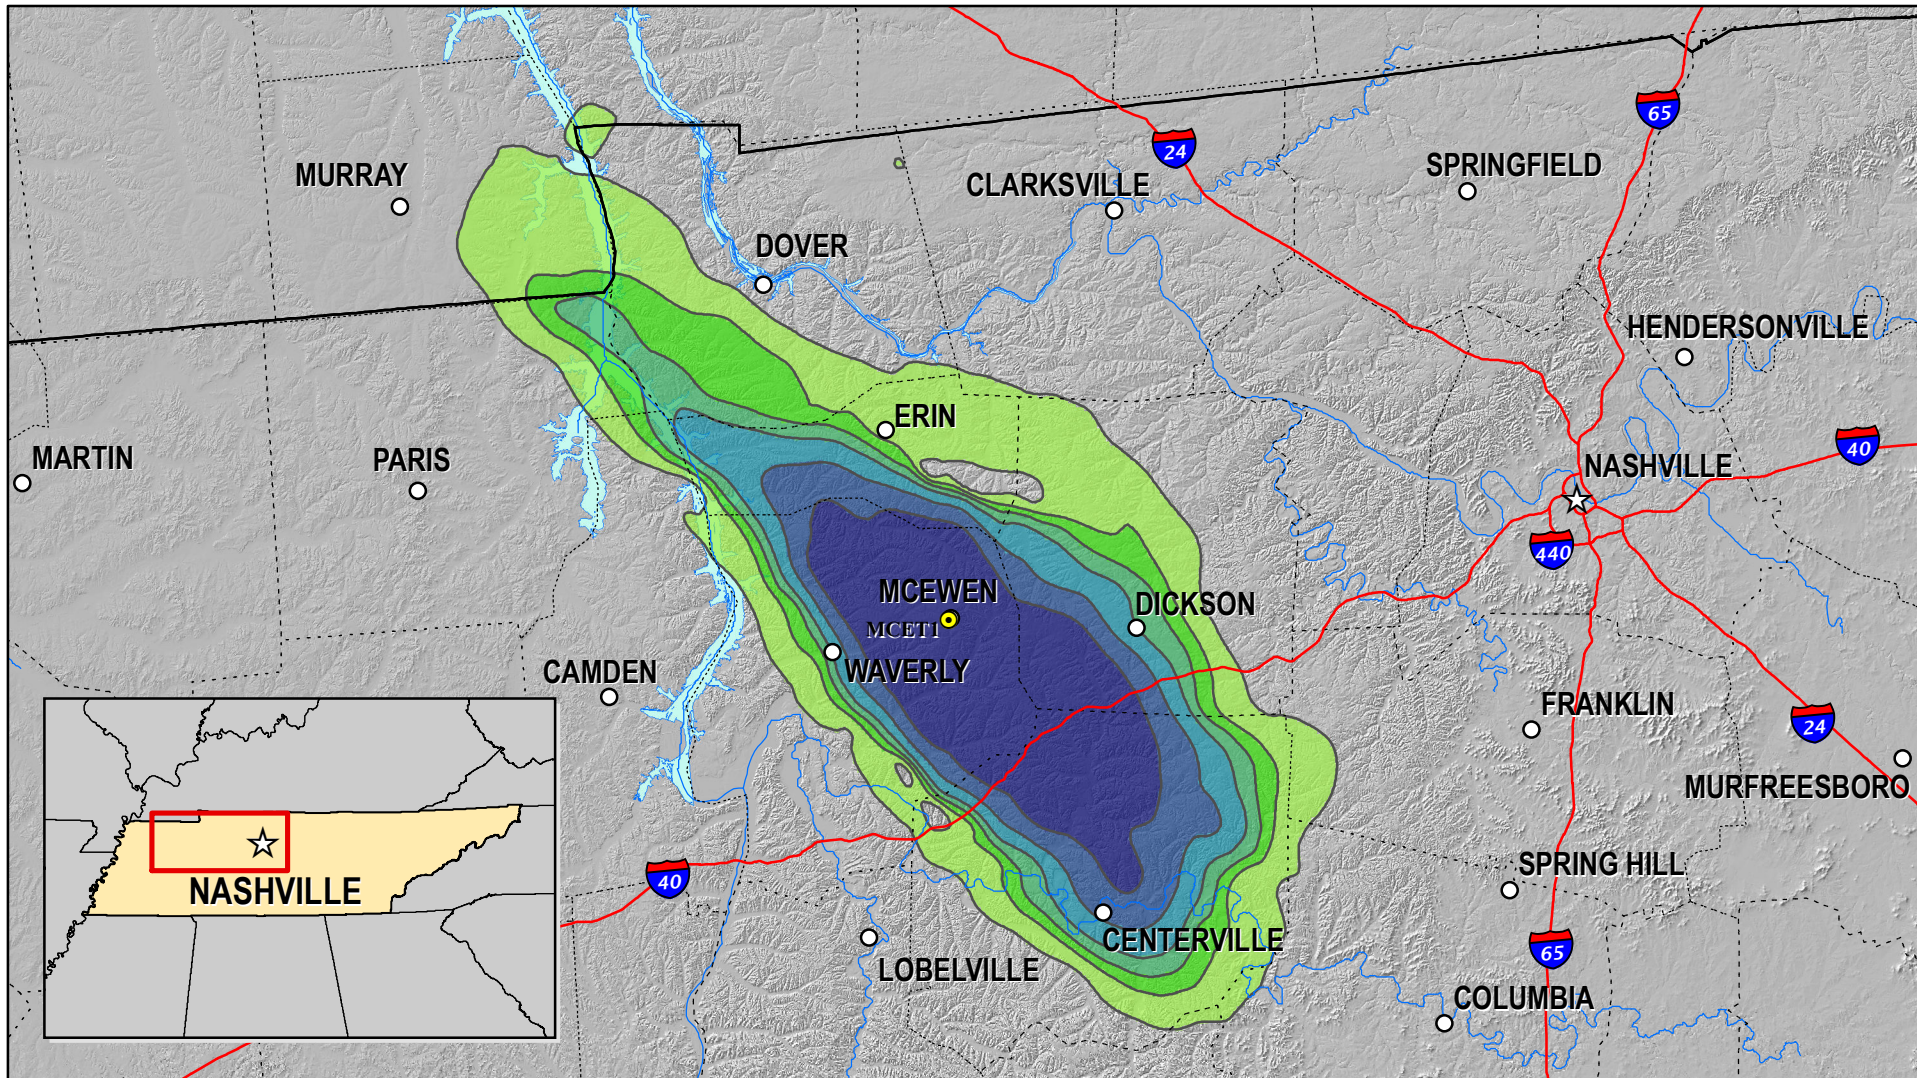 65
24
SPRINGFIELD
MURRAY
CLARKSVILLE
DOVER
HENDERSONVILLE
ERIN
40
MARTIN
PARIS
NASHVILLE
440
MCEWEN
DICKSON
MCET1
CAMDEN
WAVERLY
FRANKLIN
24
MURFREESBORO
SPRING HILL
40
NASHVILLE
CENTERVILLE
65
LOBELVILLE
COLUMBIA